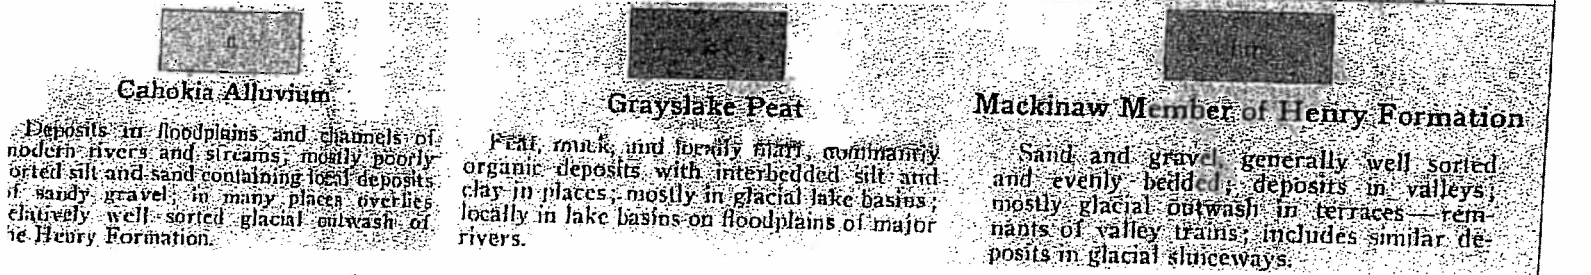 Cahokia Alluvium
Deposits in floodplains and channels of
nodern rivers and streams, mostly poorly
orted silt and sand containing local deposits
of sandy gravel; in many places overlies
elatively well sorted glacial outwash of
ie Henry Formation.
Grayslake Peat
Peat, muck, and locally marl, dominantly
organic deposits with interbedded silt and
clay in places; mostly in glacial lake basins;
locally in lake basins on floodplains of major
rivers.
Mackinaw Member of Henry Formation
Sand and gravel, generally well sorted
and evenly bedded; deposits in valleys;
mostly glacial outwash in terraces—rem-
nants of valley trains; includes similar de-
posits in glacial sluiceways.